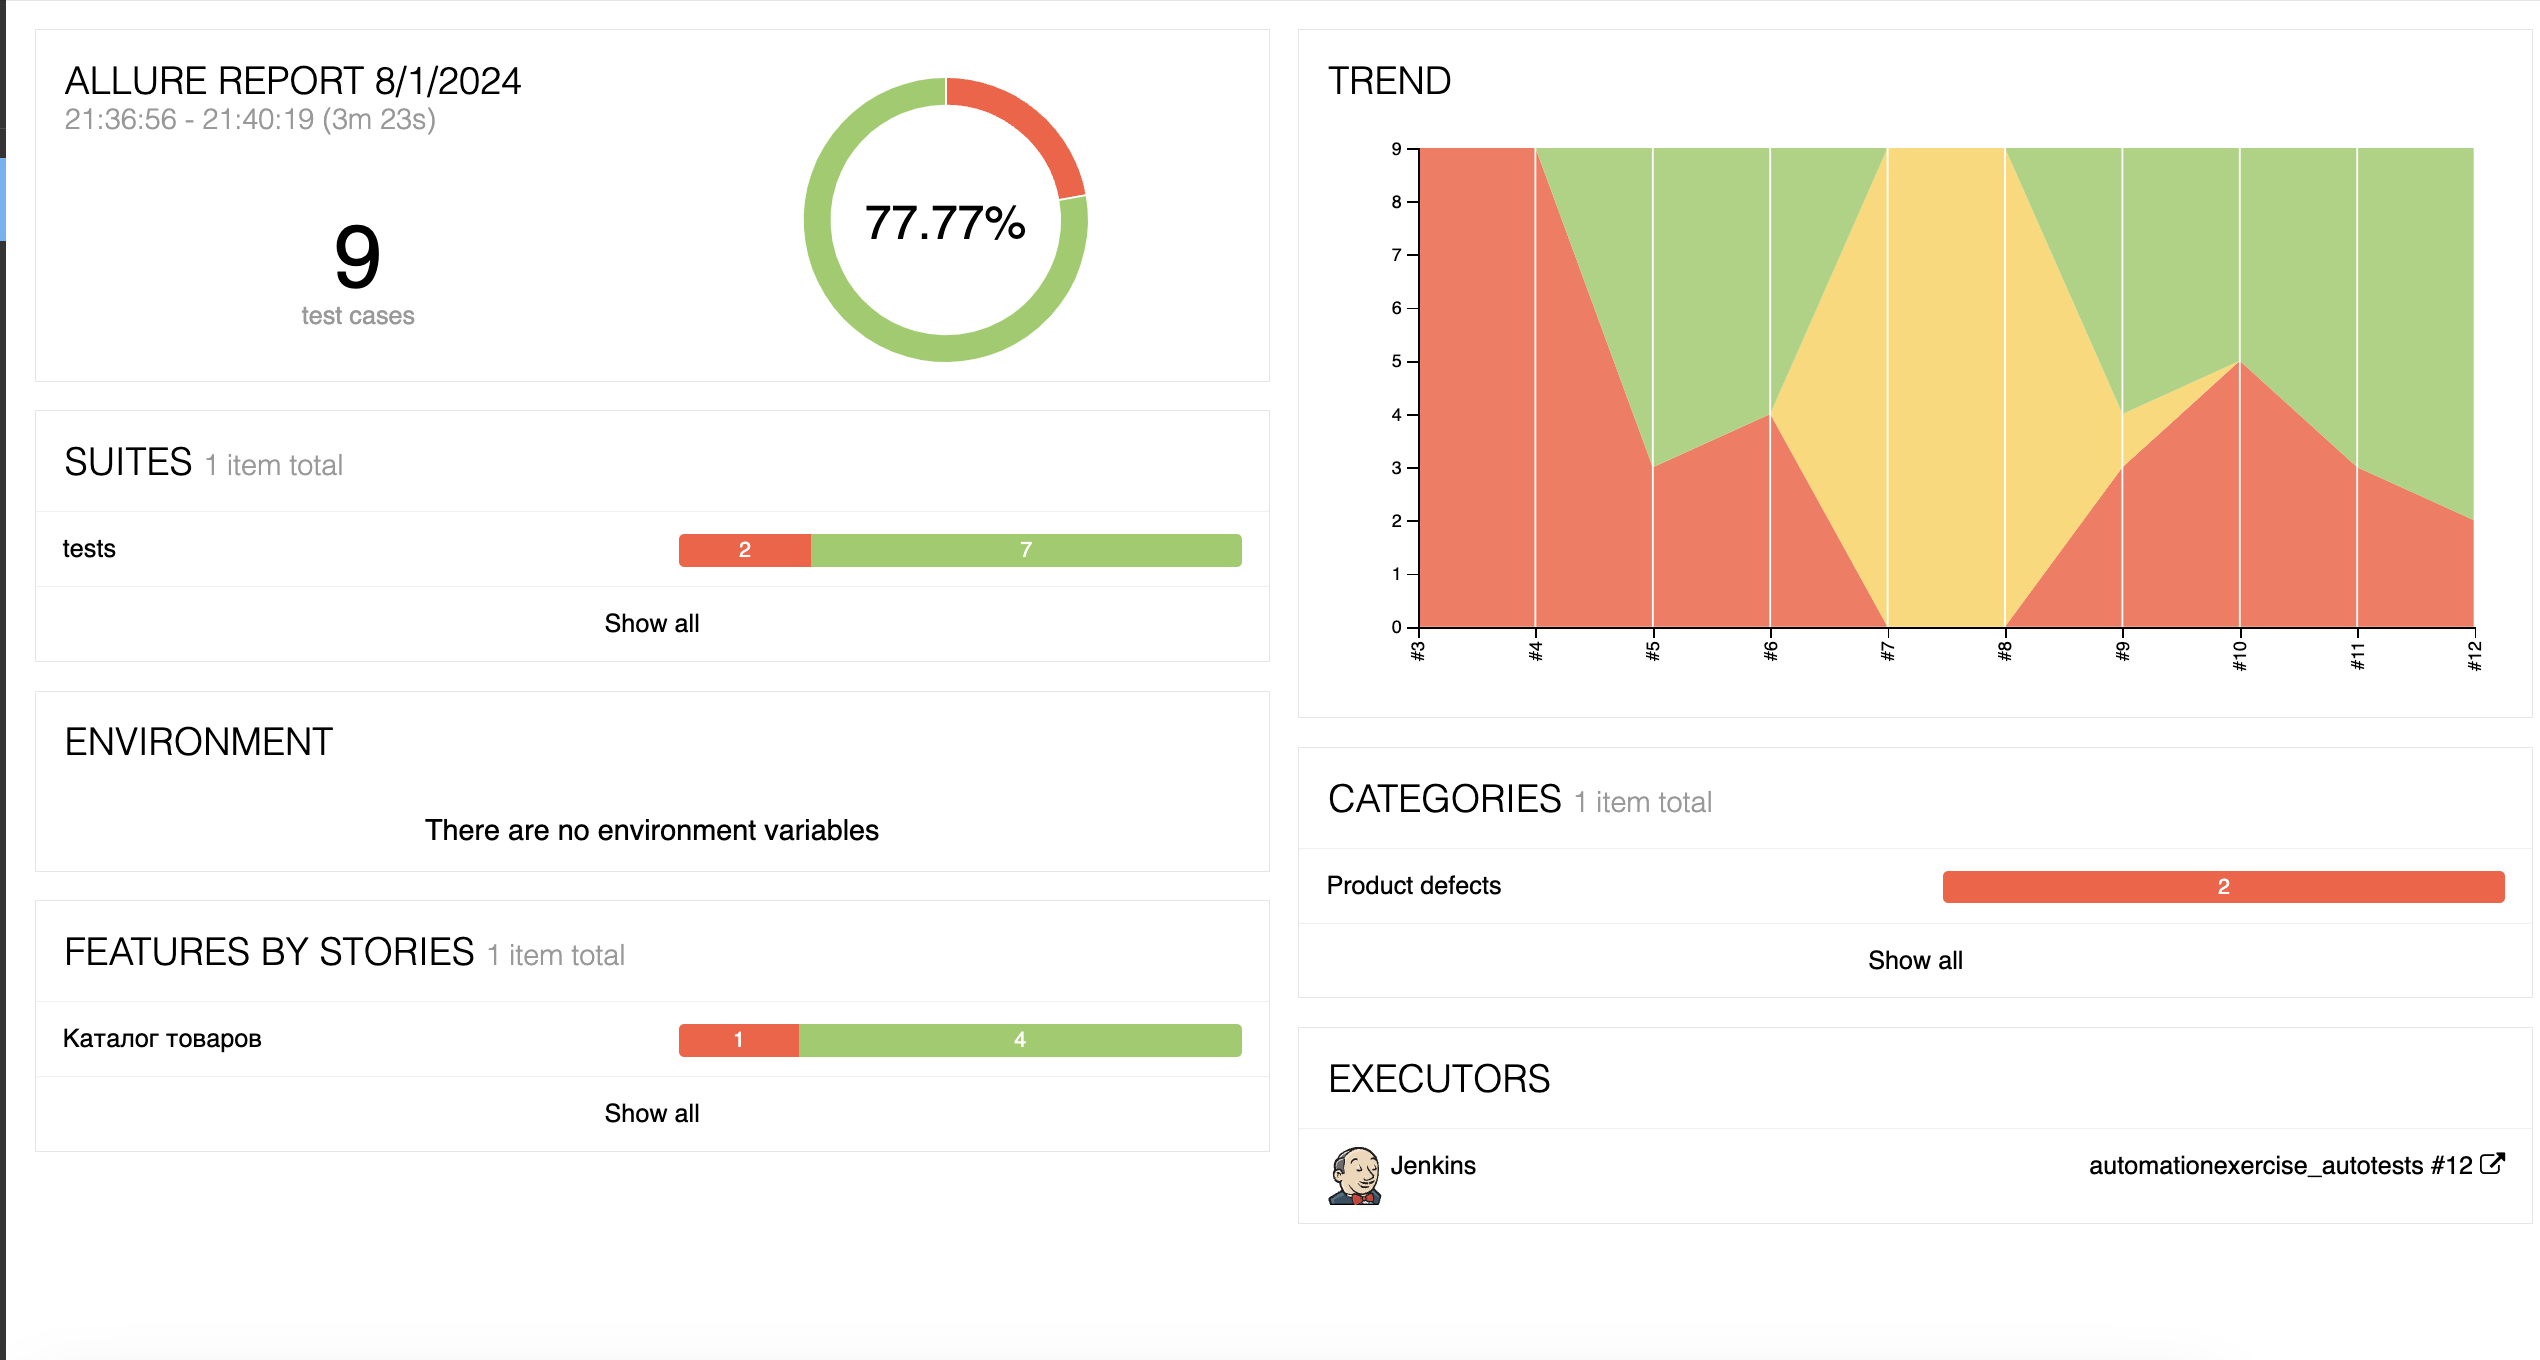 ALLURE REPORT 8/1/2024
21:36:56 - 21:40:19 (3m 23s)
9
test cases
77.77%
SUITES 1 item total
tests 2 7
Show all
ENVIRONMENT
There are no environment variables
FEATURES BY STORIES 1 item total
Каталог товаров 1 4
Show all
TREND
9
8
7
6
5
4
3
2
1
0
#3 #4 #5 #6 #7 #8 #9 #10 #11 #12
CATEGORIES 1 item total
Product defects 2
Show all
EXECUTORS
Jenkins automationexercise_autotests #12